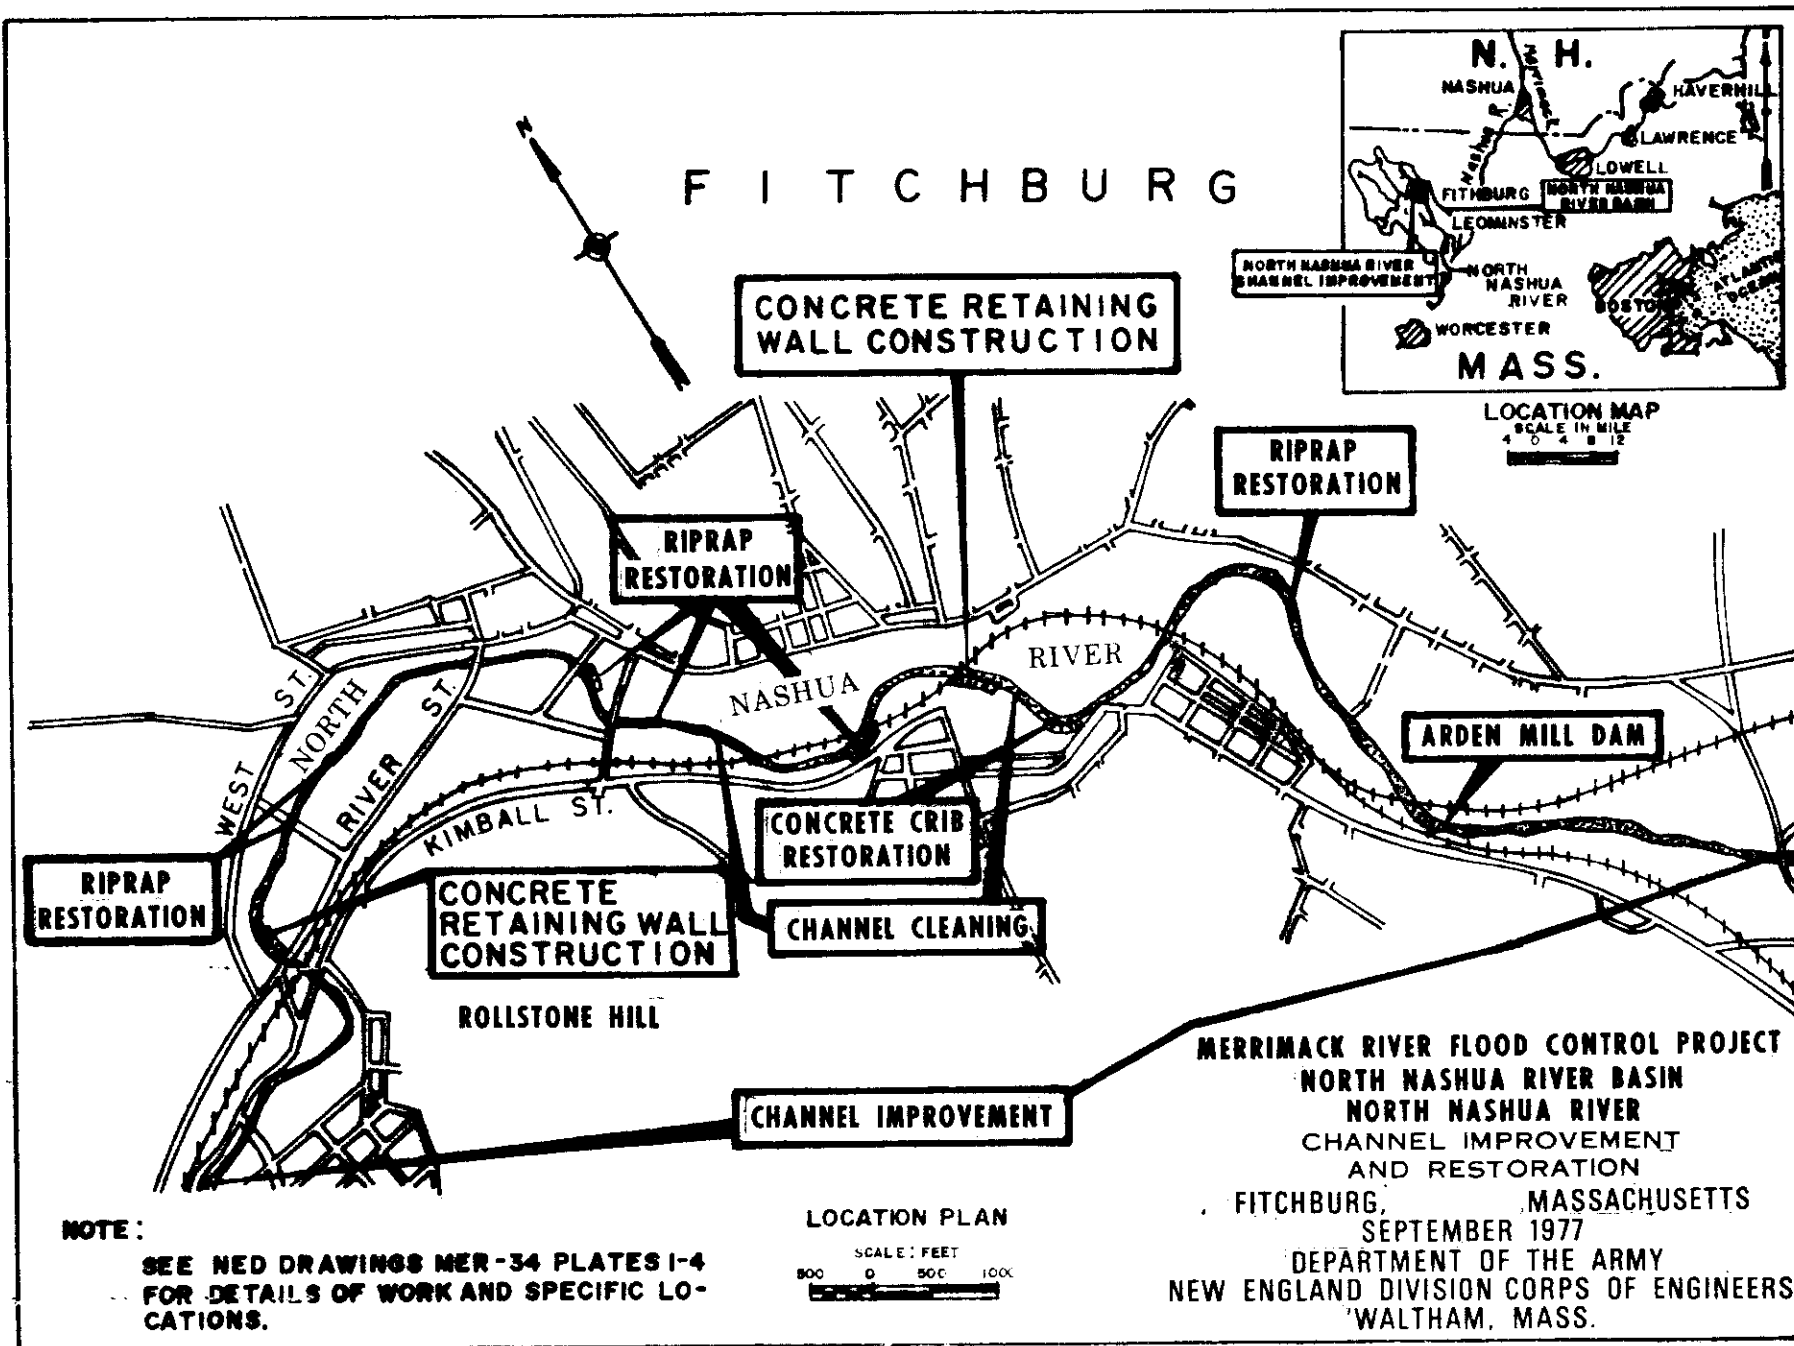 N
FITCHBURG
N. H.
NASHUA
Merrimack
Nashua R.
HAVERHILL
LAWRENCE
LOWELL
FITHBURG
NORTH NASHUA
RIVER BASIN
LEOMINSTER
NORTH NASHUA RIVER
CHANNEL IMPROVEMENT
NORTH
NASHUA
RIVER
BOSTON
ATLANTIC
OCEAN
WORCESTER
MASS.
LOCATION MAP
SCALE IN MILE
4 0 4 8 12
CONCRETE RETAINING
WALL CONSTRUCTION
RIPRAP
RESTORATION
RIPRAP
RESTORATION
NORTH
NASHUA
RIVER
WEST ST.
RIVER ST.
KIMBALL ST.
ARDEN MILL DAM
CONCRETE CRIB
RESTORATION
RIPRAP
RESTORATION
CONCRETE
RETAINING WALL
CONSTRUCTION
CHANNEL CLEANING
ROLLSTONE HILL
CHANNEL IMPROVEMENT
MERRIMACK RIVER FLOOD CONTROL PROJECT
NORTH NASHUA RIVER BASIN
NORTH NASHUA RIVER
CHANNEL IMPROVEMENT
AND RESTORATION
FITCHBURG, MASSACHUSETTS
SEPTEMBER 1977
DEPARTMENT OF THE ARMY
NEW ENGLAND DIVISION CORPS OF ENGINEERS
WALTHAM, MASS.
NOTE:
SEE NED DRAWINGS MER-34 PLATES 1-4
FOR DETAILS OF WORK AND SPECIFIC LO-
CATIONS.
LOCATION PLAN
SCALE: FEET
500 0 500 1000